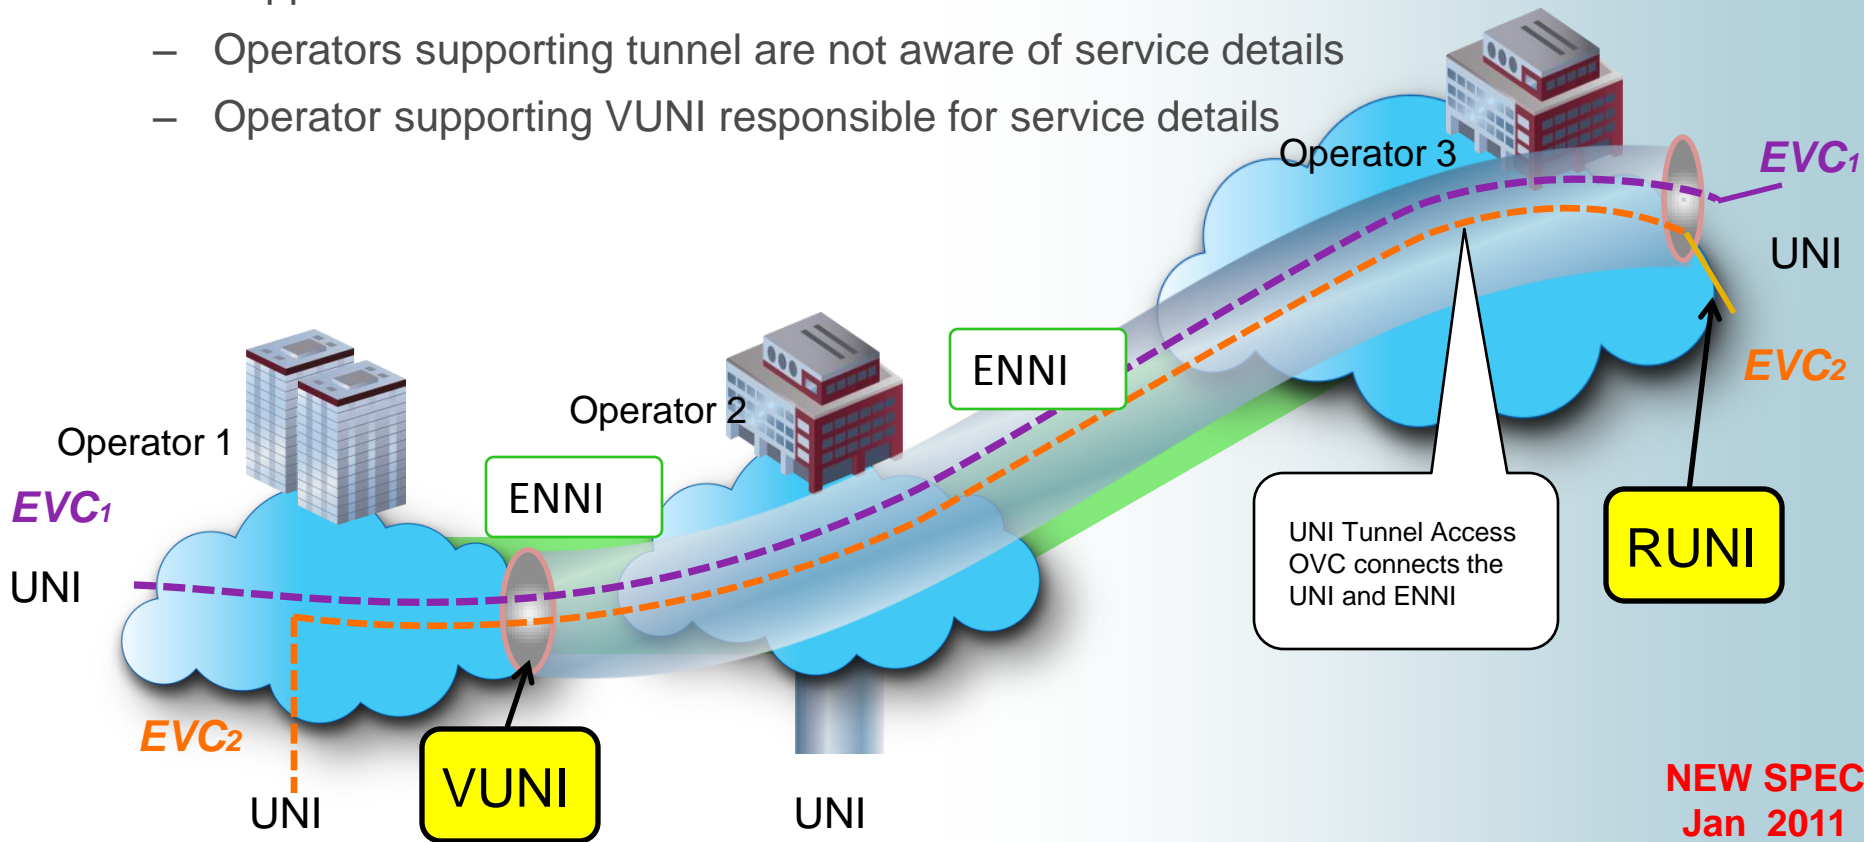 – Operators supporting tunnel are not aware of service details
– Operator supporting VUNI responsible for service details
Operator 3
EVC1
UNI
EVC2
ENNI
Operator 2
Operator 1
ENNI
EVC1
UNI
UNI Tunnel Access
OVC connects the
UNI and ENNI
RUNI
EVC2
VUNI
UNI
UNI
NEW SPEC
Jan 2011